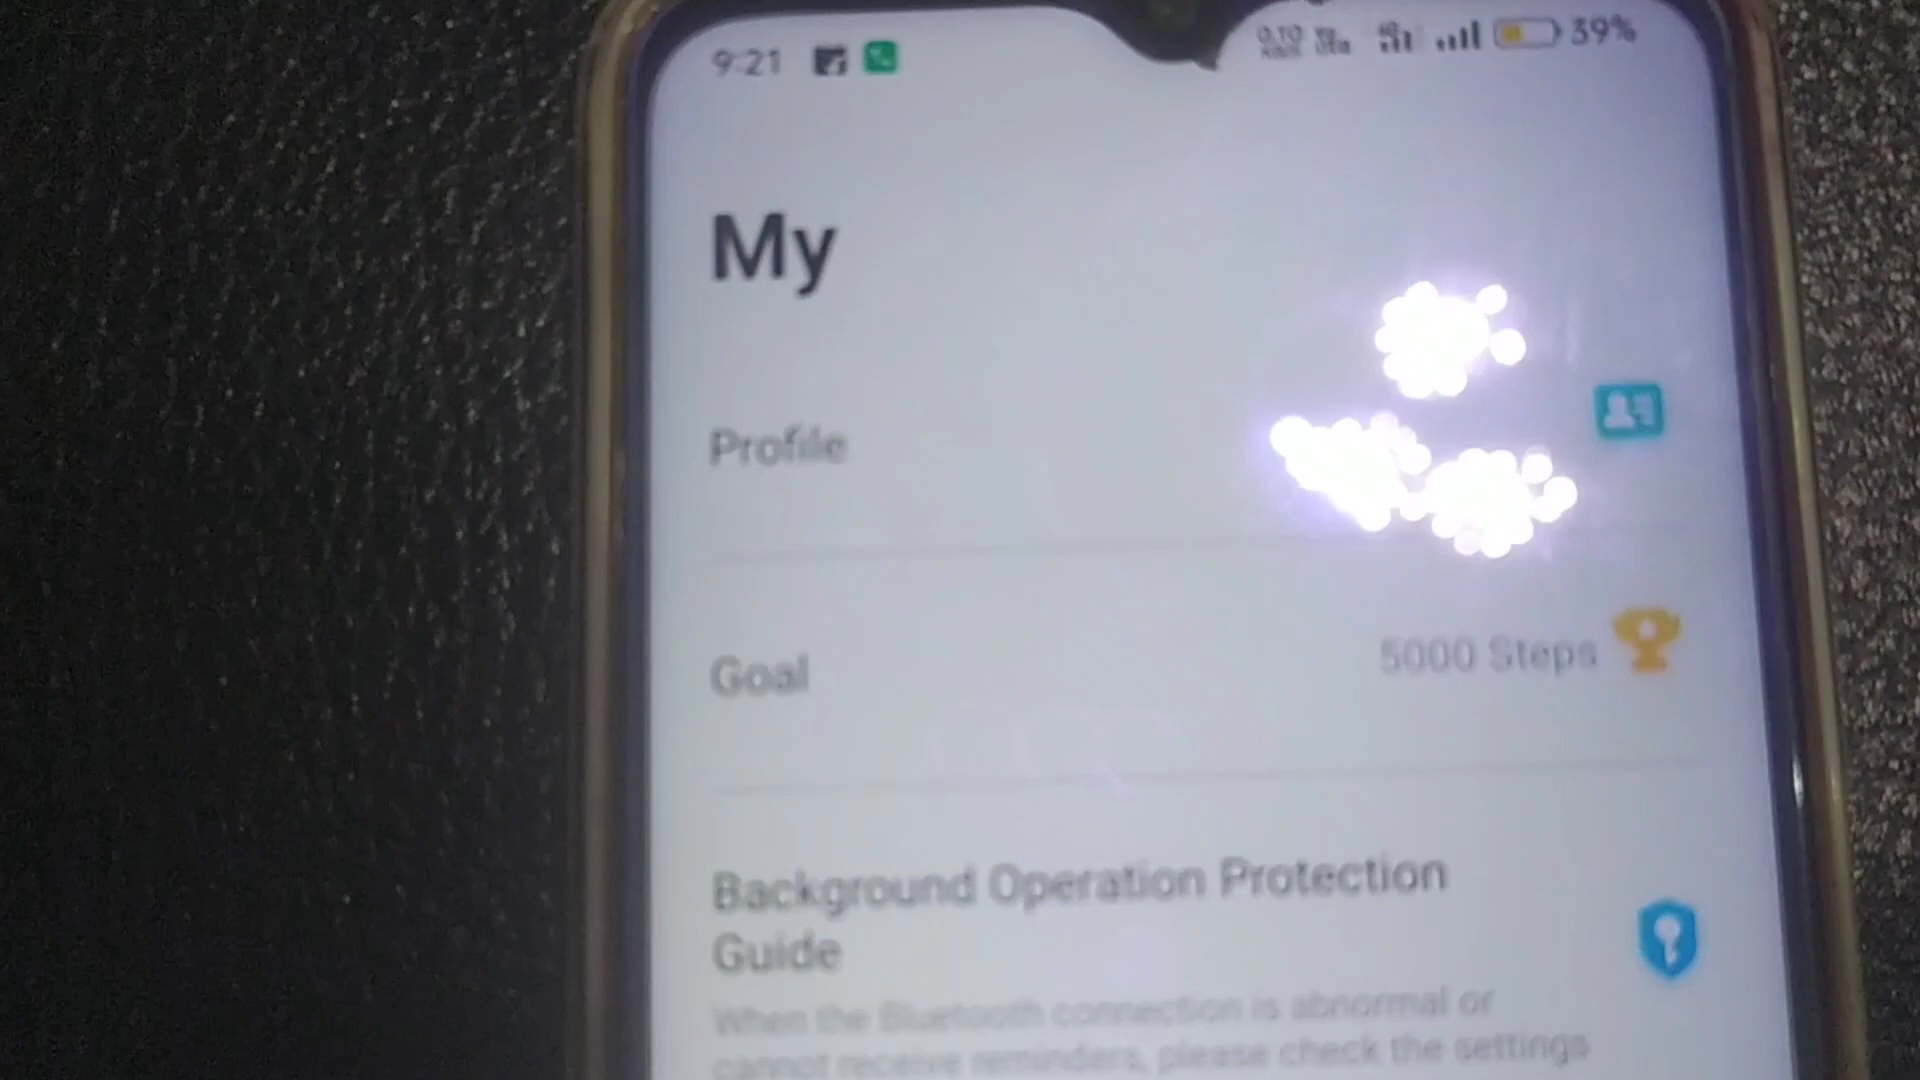 9:21
39%
My
Profile
Goal
5000 Steps
Background Operation Protection
Guide
When the Bluetooth connection is abnormal or
cannot receive reminders, please check the settings